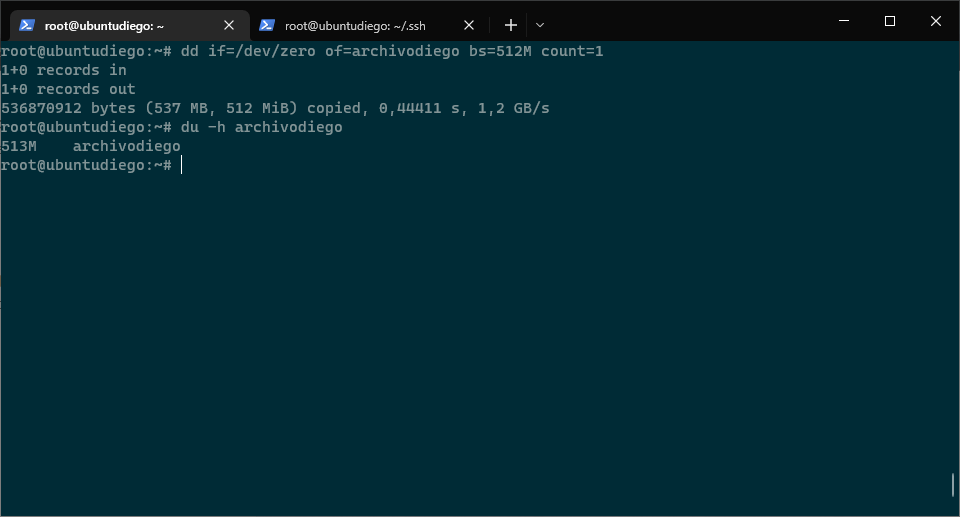 root@ubuntudiego: ~
root@ubuntudiego: ~/.ssh
root@ubuntudiego:~# dd if=/dev/zero of=archivodiego bs=512M count=1
1+0 records in
1+0 records out
536870912 bytes (537 MB, 512 MiB) copied, 0,44411 s, 1,2 GB/s
root@ubuntudiego:~# du -h archivodiego
513M    archivodiego
root@ubuntudiego:~#